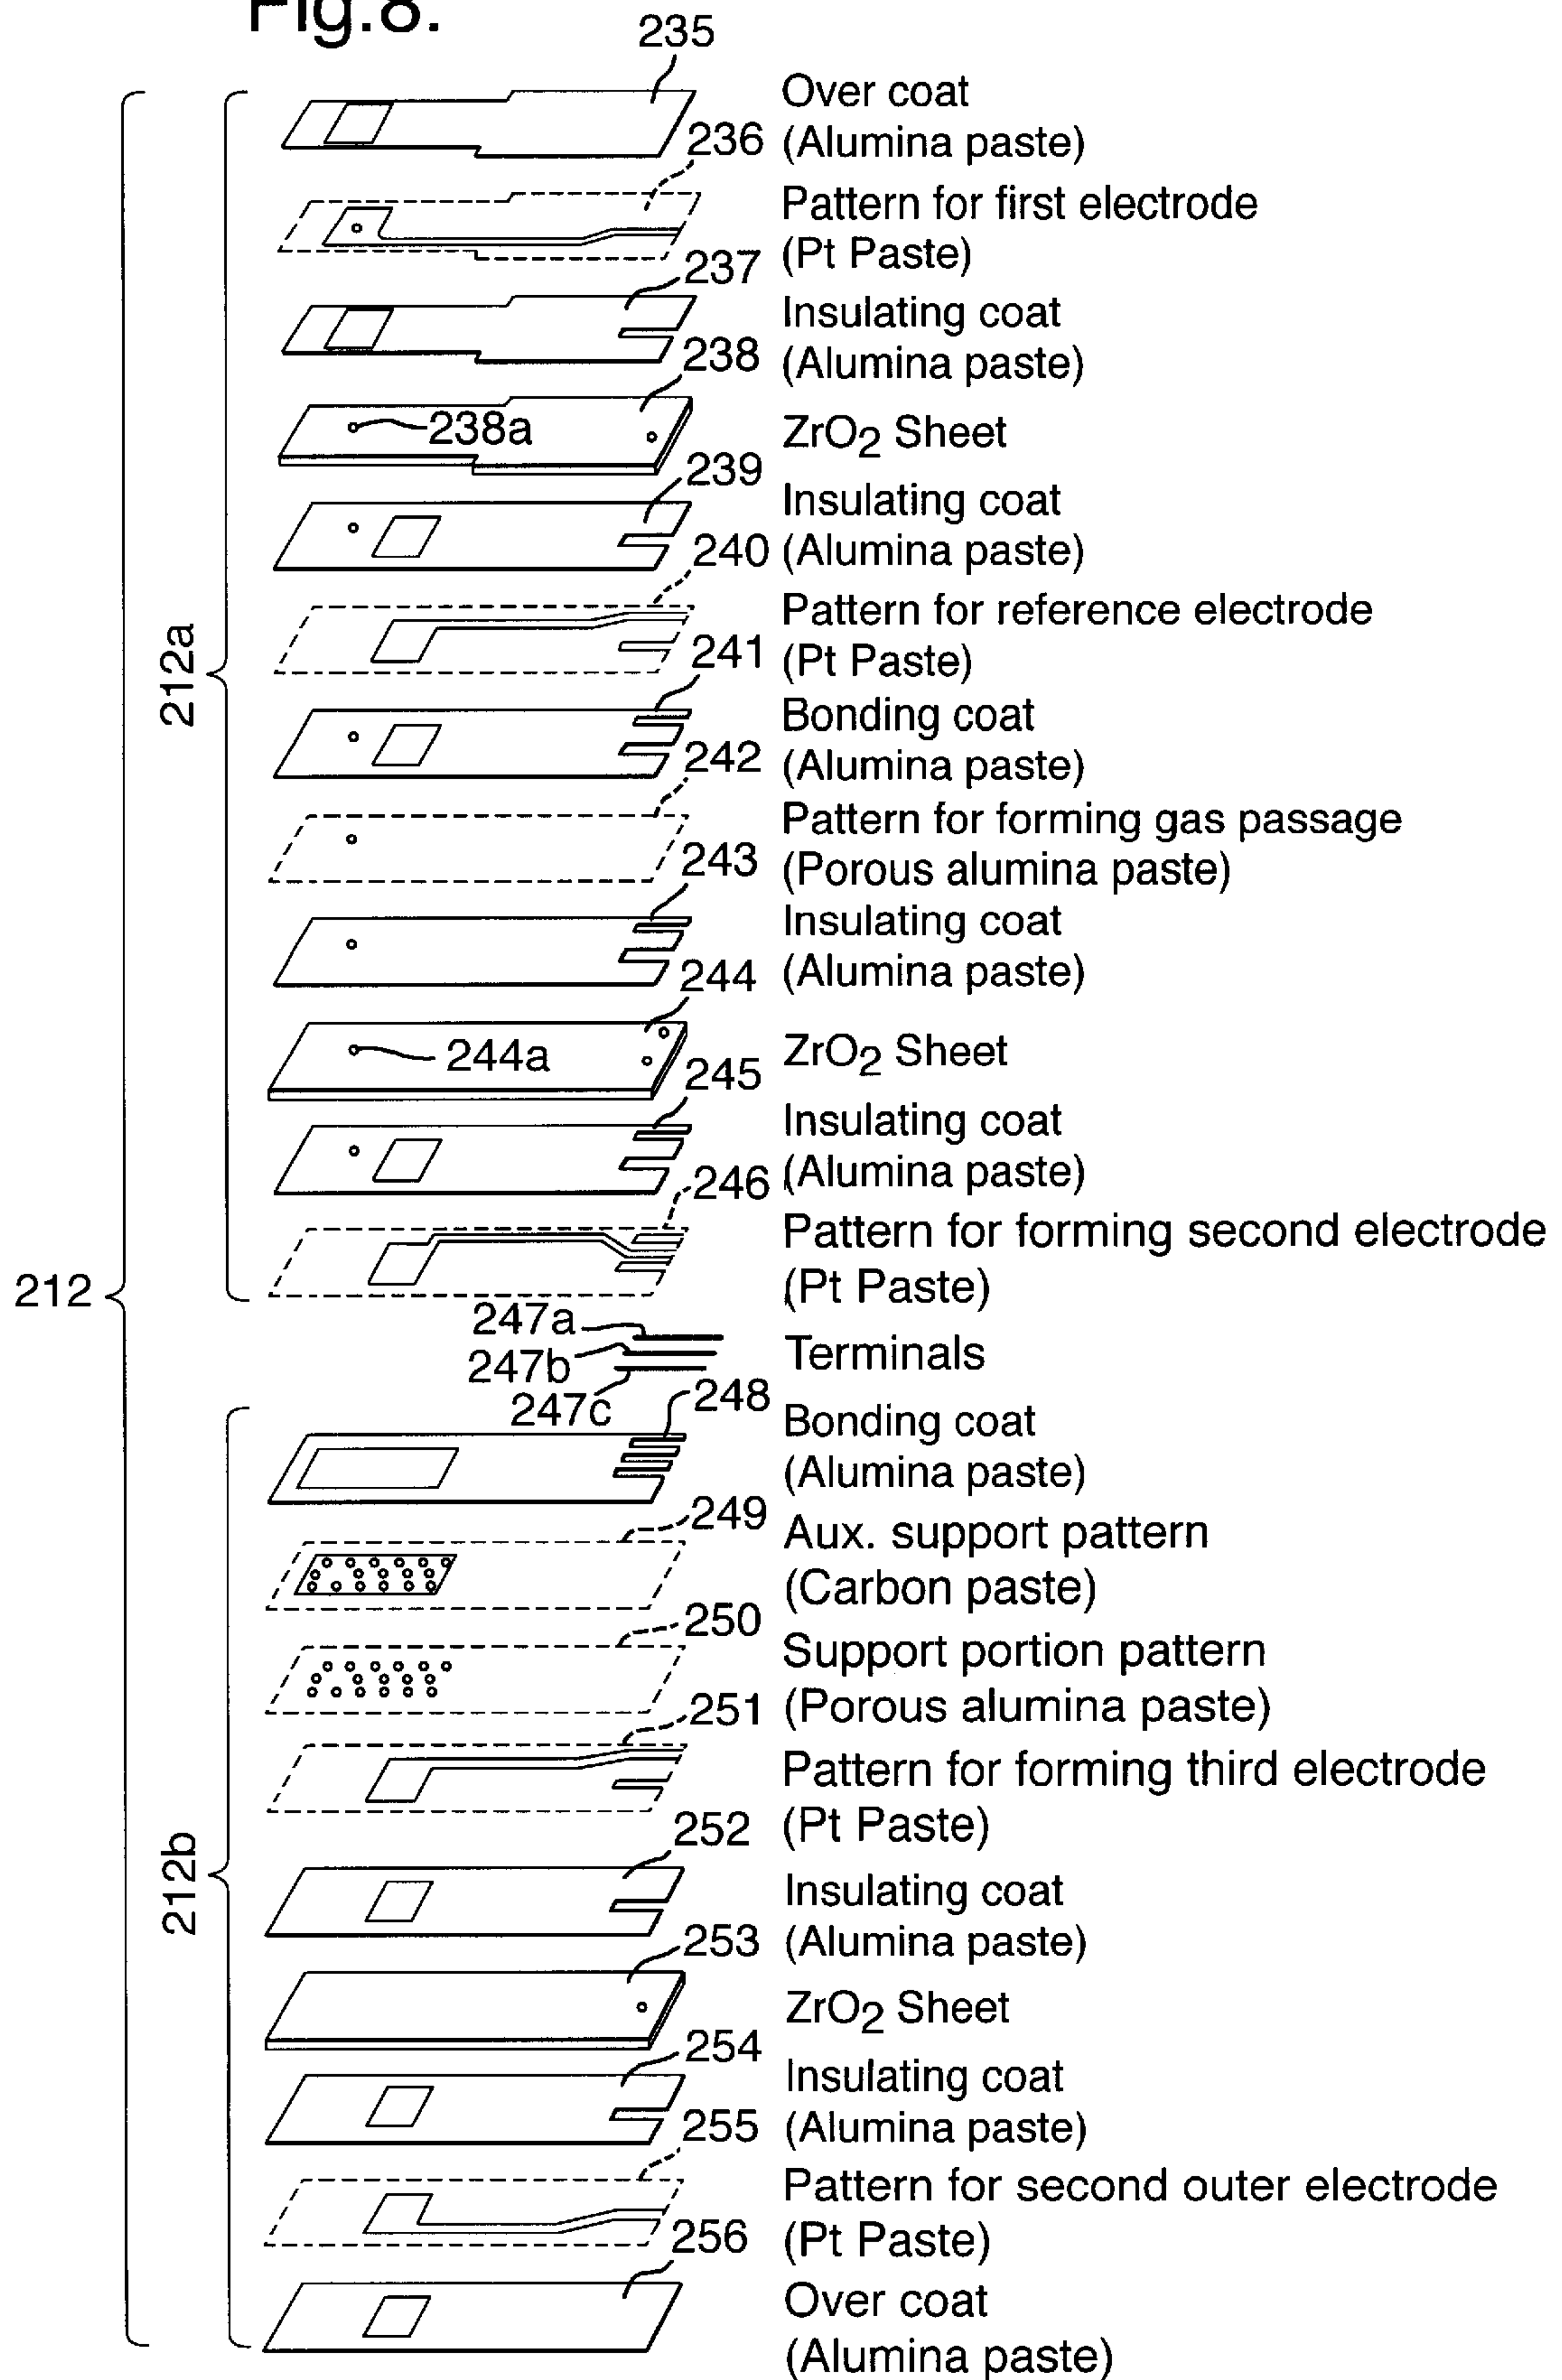 Fig.8.
235
Over coat
(Alumina paste)
236
Pattern for first electrode
(Pt Paste)
237
Insulating coat
(Alumina paste)
238
238a
ZrO2 Sheet
239
Insulating coat
(Alumina paste)
240
Pattern for reference electrode
(Pt Paste)
241
212a
Bonding coat
(Alumina paste)
242
Pattern for forming gas passage
(Porous alumina paste)
243
Insulating coat
(Alumina paste)
244
244a
ZrO2 Sheet
245
Insulating coat
(Alumina paste)
246
Pattern for forming second electrode
(Pt Paste)
212
247a
247b
247c
Terminals
248
Bonding coat
(Alumina paste)
249
Aux. support pattern
(Carbon paste)
250
Support portion pattern
(Porous alumina paste)
251
Pattern for forming third electrode
(Pt Paste)
252
212b
Insulating coat
(Alumina paste)
253
ZrO2 Sheet
254
Insulating coat
(Alumina paste)
255
Pattern for second outer electrode
(Pt Paste)
256
Over coat
(Alumina paste)